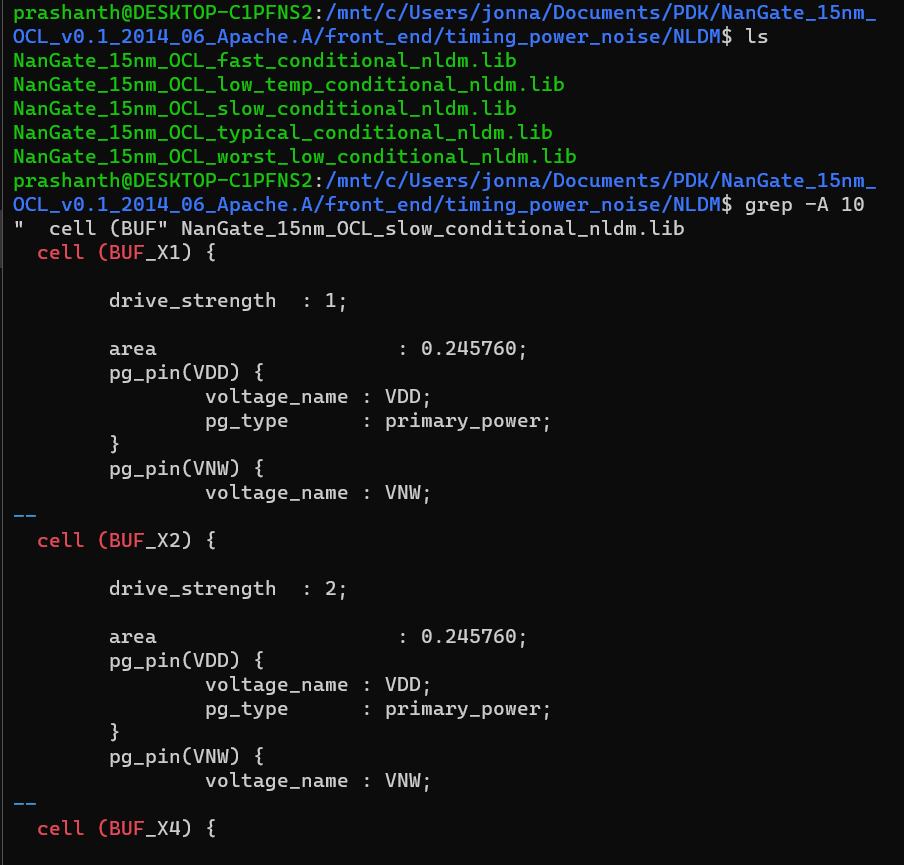 prashanth@DESKTOP-C1PFNS2:/mnt/c/Users/jonna/Documents/PDK/NanGate_15nm_
OCL_v0.1_2014_06_Apache.A/front_end/timing_power_noise/NLDM$ ls
NanGate_15nm_OCL_fast_conditional_nldm.lib
NanGate_15nm_OCL_low_temp_conditional_nldm.lib
NanGate_15nm_OCL_slow_conditional_nldm.lib
NanGate_15nm_OCL_typical_conditional_nldm.lib
NanGate_15nm_OCL_worst_low_conditional_nldm.lib
prashanth@DESKTOP-C1PFNS2:/mnt/c/Users/jonna/Documents/PDK/NanGate_15nm_
OCL_v0.1_2014_06_Apache.A/front_end/timing_power_noise/NLDM$ grep -A 10
"  cell (BUF" NanGate_15nm_OCL_slow_conditional_nldm.lib
  cell (BUF_X1) {
        drive_strength  : 1;
        area                    : 0.245760;
        pg_pin(VDD) {
                voltage_name : VDD;
                pg_type      : primary_power;
        }
        pg_pin(VNW) {
                voltage_name : VNW;
--
  cell (BUF_X2) {
        drive_strength  : 2;
        area                    : 0.245760;
        pg_pin(VDD) {
                voltage_name : VDD;
                pg_type      : primary_power;
        }
        pg_pin(VNW) {
                voltage_name : VNW;
--
  cell (BUF_X4) {